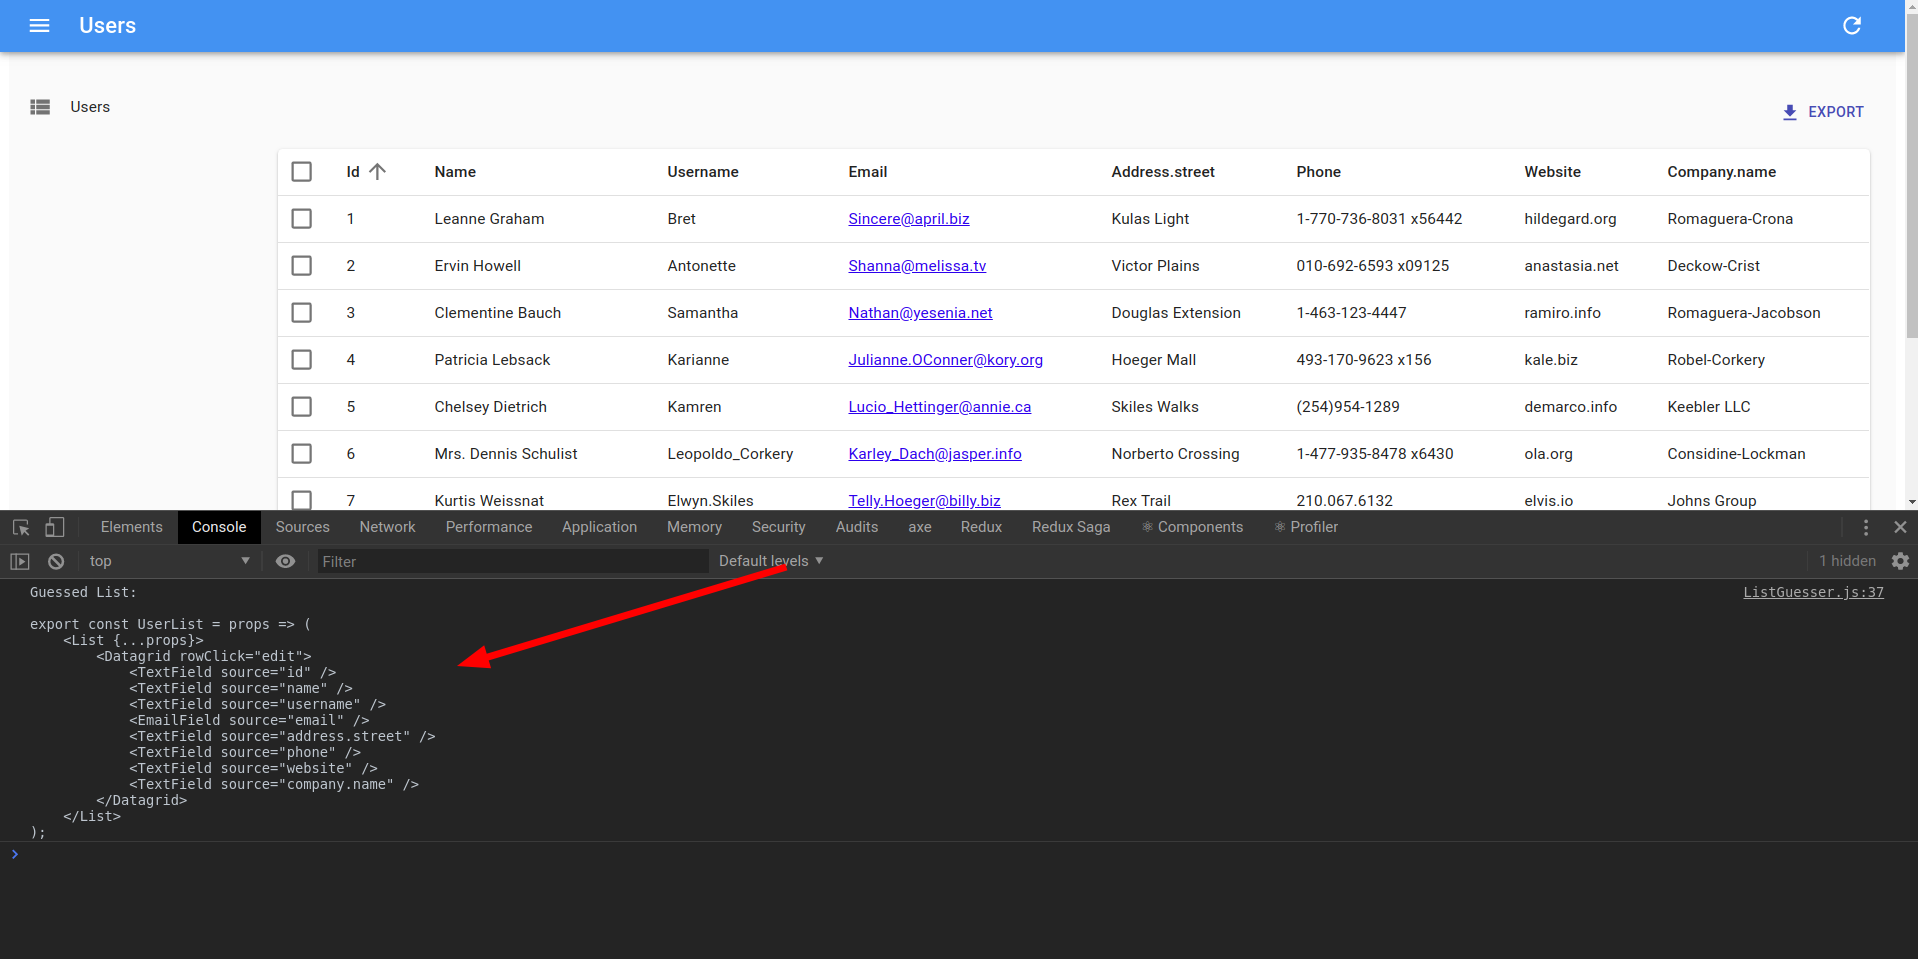 Users
Users
EXPORT
Id Name Username Email Address.street Phone Website Company.name
1 Leanne Graham Bret Sincere@april.biz Kulas Light 1-770-736-8031 x56442 hildegard.org Romaguera-Crona
2 Ervin Howell Antonette Shanna@melissa.tv Victor Plains 010-692-6593 x09125 anastasia.net Deckow-Crist
3 Clementine Bauch Samantha Nathan@yesenia.net Douglas Extension 1-463-123-4447 ramiro.info Romaguera-Jacobson
4 Patricia Lebsack Karianne Julianne.OConner@kory.org Hoeger Mall 493-170-9623 x156 kale.biz Robel-Corkery
5 Chelsey Dietrich Kamren Lucio_Hettinger@annie.ca Skiles Walks (254)954-1289 demarco.info Keebler LLC
6 Mrs. Dennis Schulist Leopoldo_Corkery Karley_Dach@jasper.info Norberto Crossing 1-477-935-8478 x6430 ola.org Considine-Lockman
7 Kurtis Weissnat Elwyn.Skiles Telly.Hoeger@billy.biz Rex Trail 210.067.6132 elvis.io Johns Group
Elements Console Sources Network Performance Application Memory Security Audits axe Redux Redux Saga ⚛ Components ⚛ Profiler
top Filter Default levels 1 hidden
Guessed List: ListGuesser.js:37
export const UserList = props => (
    <List {...props}>
        <Datagrid rowClick="edit">
            <TextField source="id" />
            <TextField source="name" />
            <TextField source="username" />
            <EmailField source="email" />
            <TextField source="address.street" />
            <TextField source="phone" />
            <TextField source="website" />
            <TextField source="company.name" />
        </Datagrid>
    </List>
);